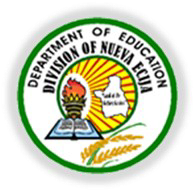 DEPARTMENT OF EDUCATION
DIVISION OF NUEVA ECIJA